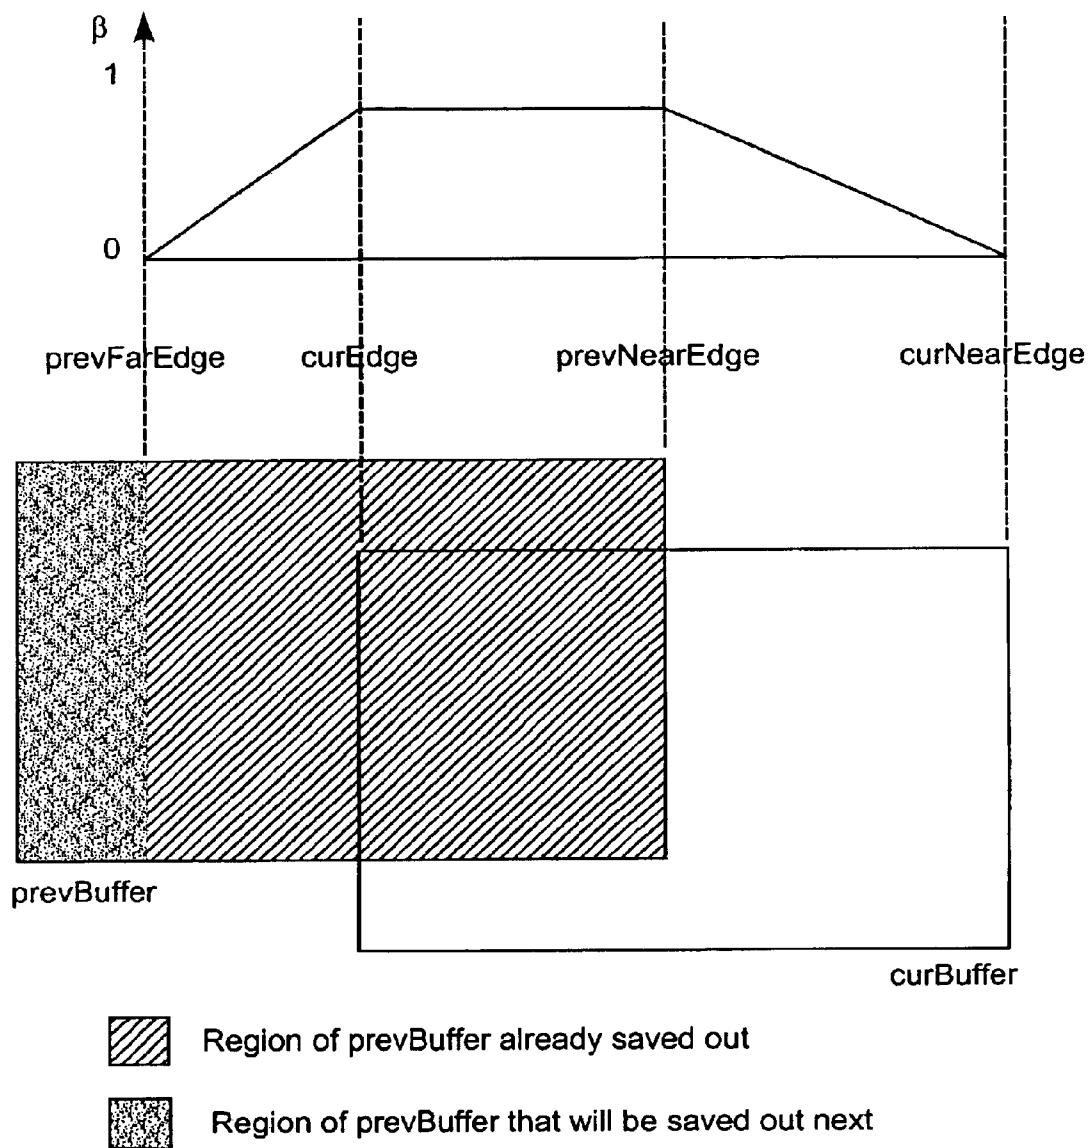 β
1
0
prevFarEdge curEdge prevNearEdge curNearEdge
prevBuffer
curBuffer
Region of prevBuffer already saved out
Region of prevBuffer that will be saved out next